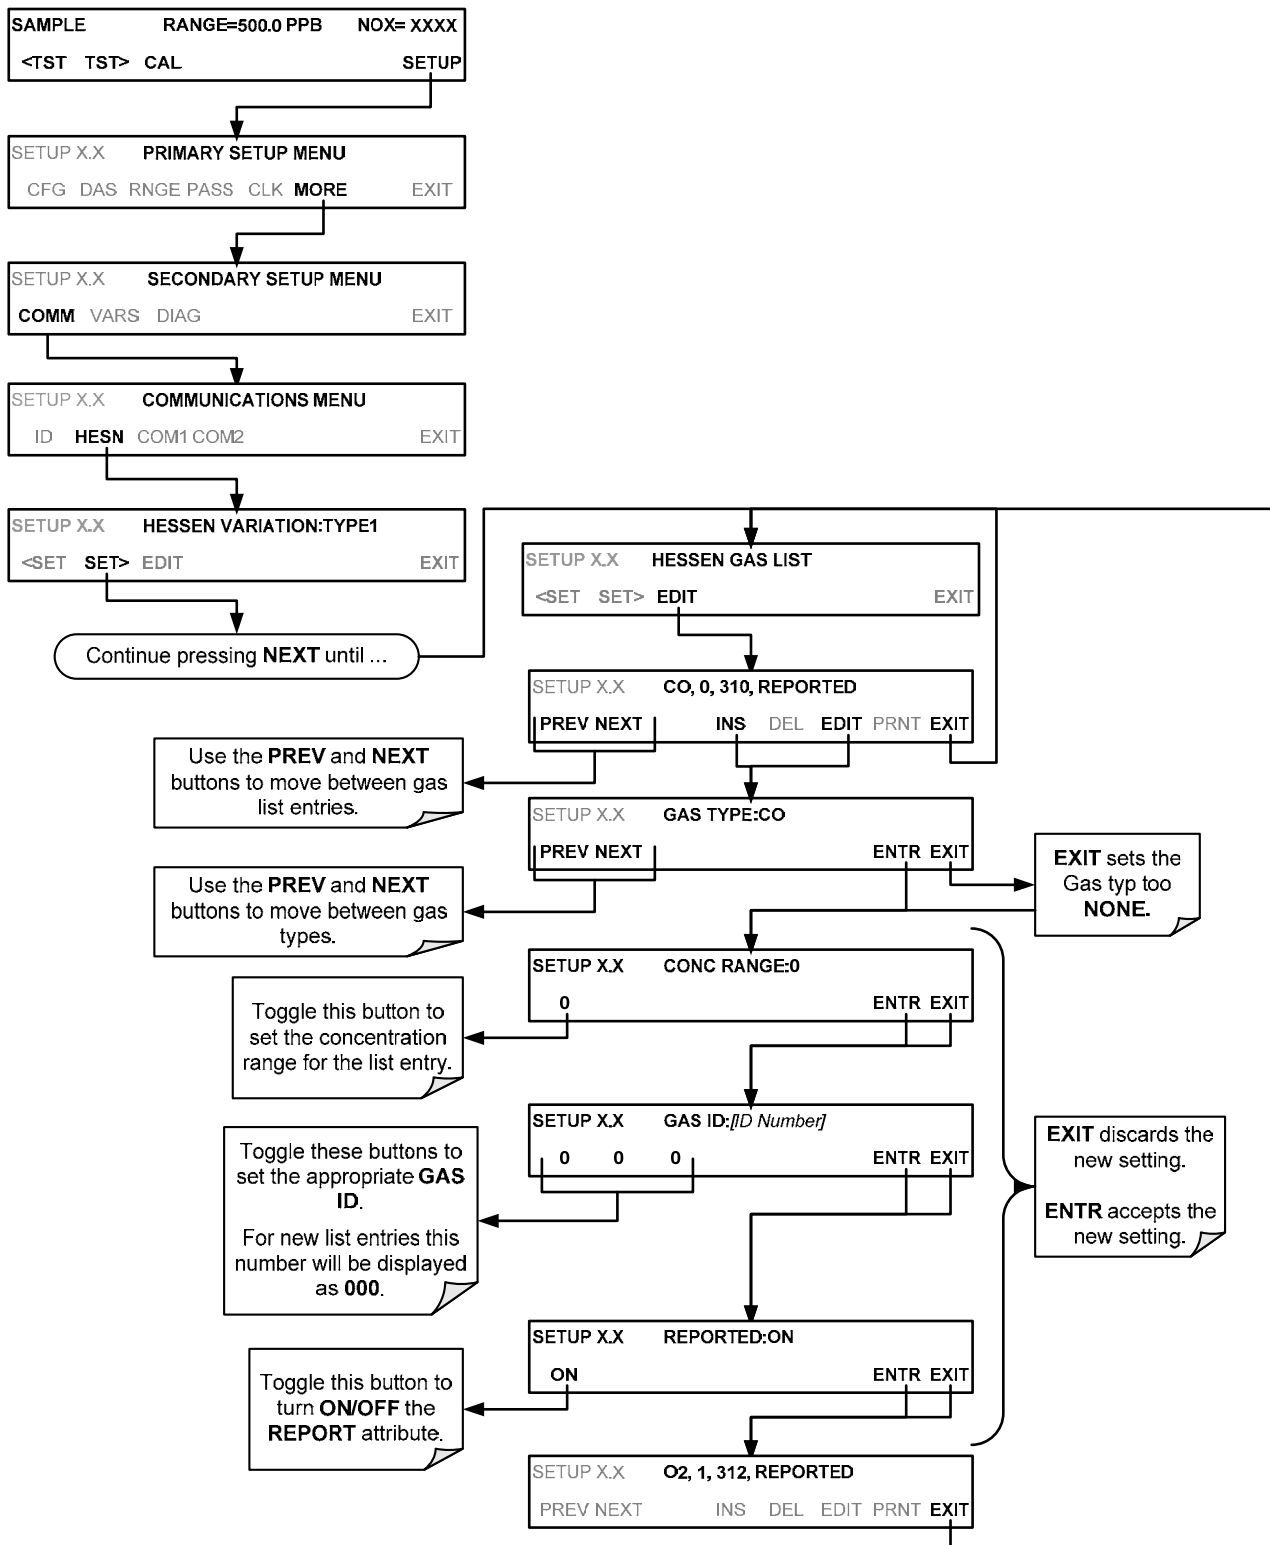 SAMPLE RANGE=500.0 PPB NOX= XXXX
<TST TST> CAL SETUP
SETUP X.X PRIMARY SETUP MENU
CFG DAS RNGE PASS CLK MORE EXIT
SETUP X.X SECONDARY SETUP MENU
COMM VARS DIAG EXIT
SETUP X.X COMMUNICATIONS MENU
ID HESN COM1 COM2 EXIT
SETUP X.X HESSEN VARIATION:TYPE1
<SET SET> EDIT EXIT
Continue pressing NEXT until ...
SETUP X.X HESSEN GAS LIST
<SET SET> EDIT EXIT
SETUP X.X CO, 0, 310, REPORTED
PREV NEXT INS DEL EDIT PRNT EXIT
Use the PREV and NEXT
buttons to move between gas
list entries.
SETUP X.X GAS TYPE:CO
PREV NEXT ENTR EXIT
EXIT sets the
Gas typ too
NONE.
Use the PREV and NEXT
buttons to move between gas
types.
SETUP X.X CONC RANGE:0
0 ENTR EXIT
Toggle this button to
set the concentration
range for the list entry.
SETUP X.X GAS ID:[ID Number]
0 0 0 ENTR EXIT
Toggle these buttons to
set the appropriate GAS
ID.
For new list entries this
number will be displayed
as 000.
EXIT discards the
new setting.
ENTR accepts the
new setting.
SETUP X.X REPORTED:ON
ON ENTR EXIT
Toggle this button to
turn ON/OFF the
REPORT attribute.
SETUP X.X O2, 1, 312, REPORTED
PREV NEXT INS DEL EDIT PRNT EXIT